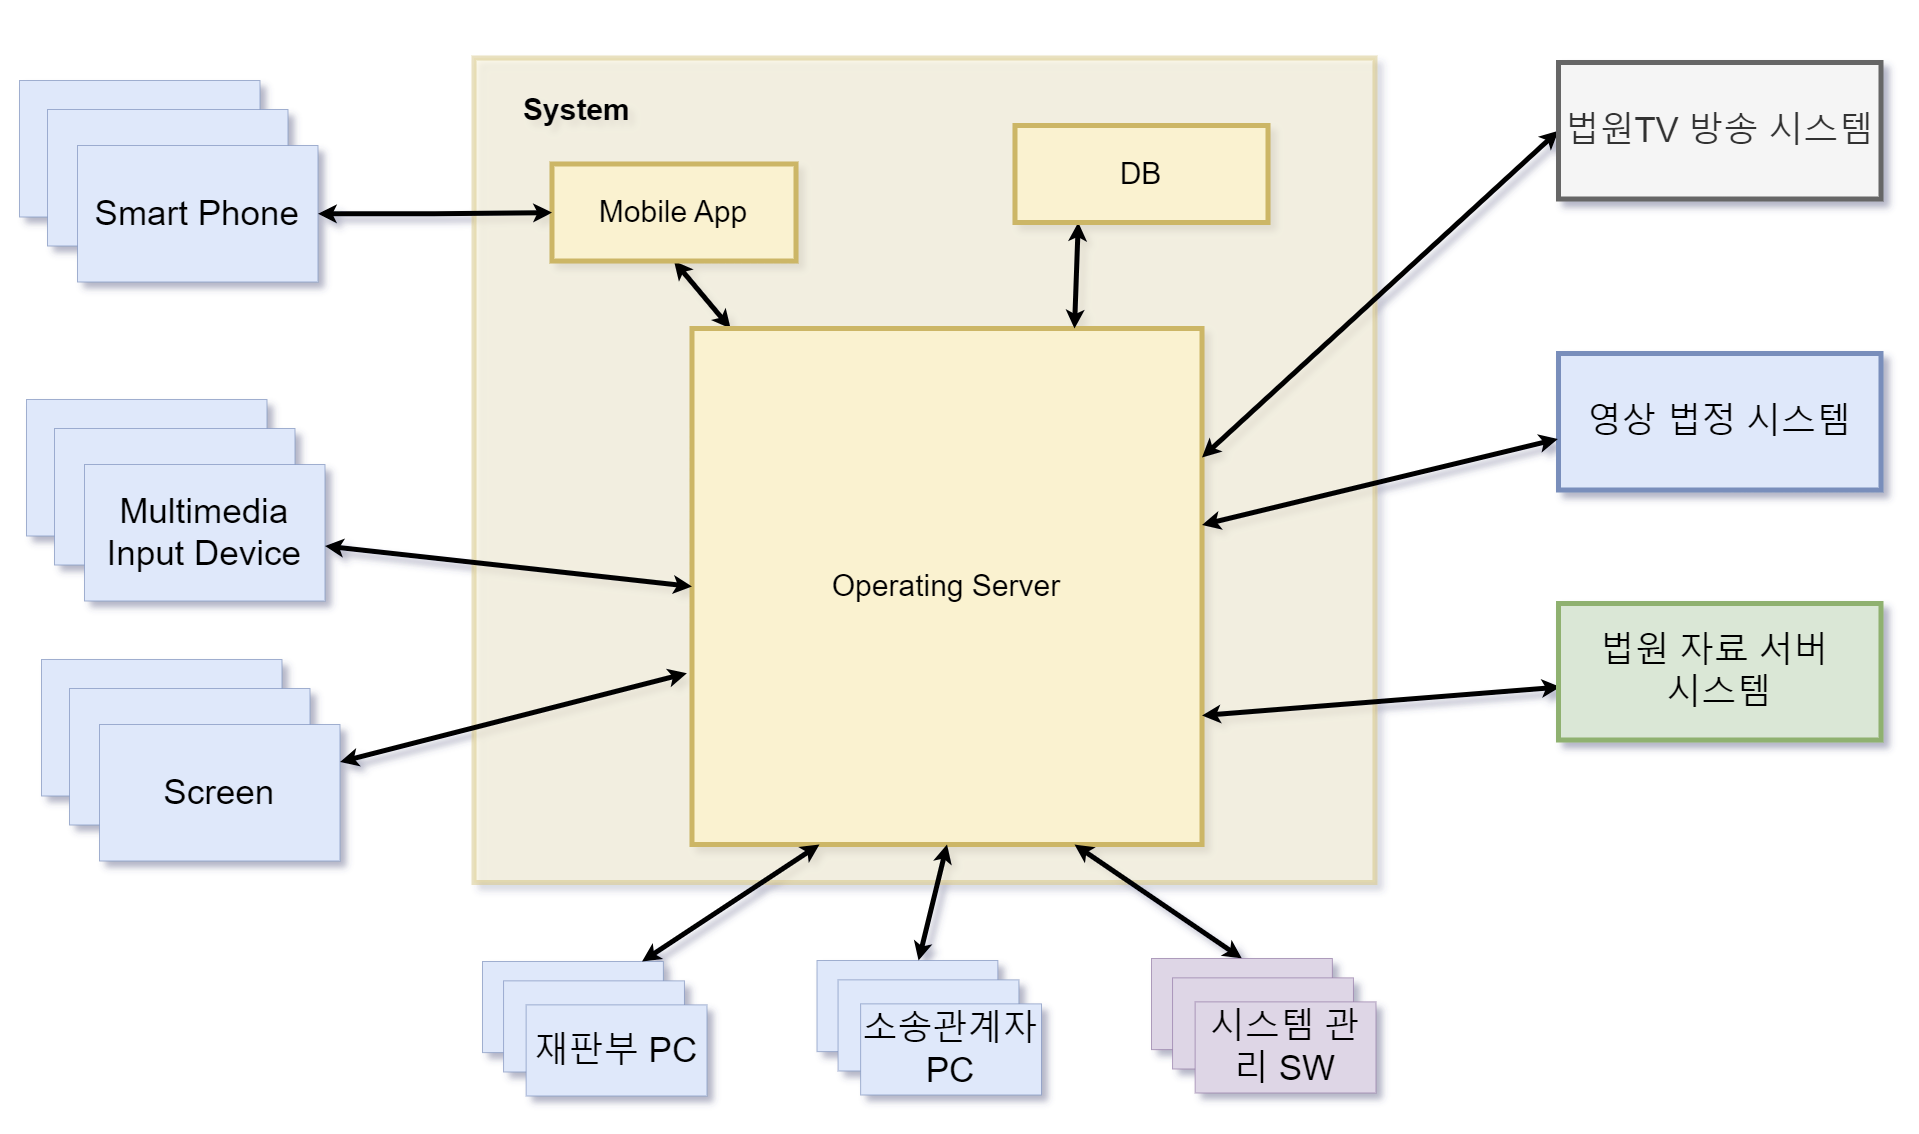 System
Smart Phone
Mobile App
DB
법원TV 방송 시스템
영상 법정 시스템
Multimedia
Input Device
Operating Server
법원 자료 서버
시스템
Screen
재판부 PC
소송관계자
PC
시스템 관
리 SW